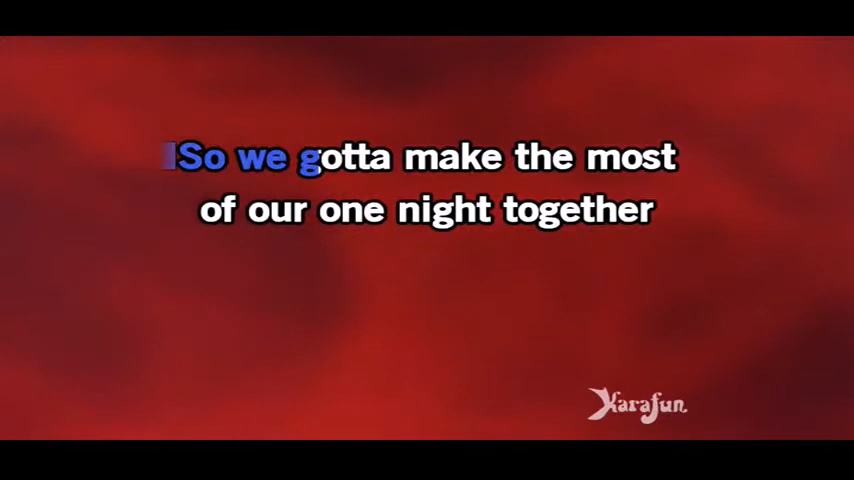 So we gotta make the most
of our one night together
Karafun